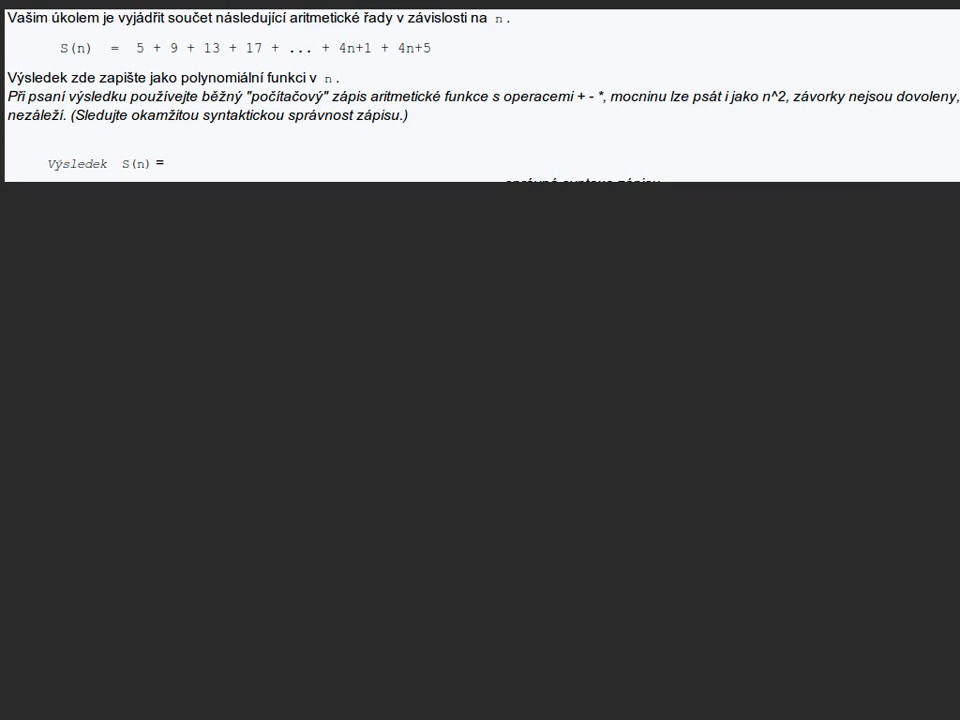 Vašim úkolem je vyjádřit součet následující aritmetické řady v závislosti na n.
S(n) = 5 + 9 + 13 + 17 + ... + 4n+1 + 4n+5
Výsledek zde zapište jako polynomiální funkci v n.
Při psaní výsledku používejte běžný "počítačový" zápis aritmetické funkce s operacemi + - *, mocninu lze psát i jako n^2, závorky nejsou dovoleny,
nezáleží. (Sledujte okamžitou syntaktickou správnost zápisu.)
Výsledek S(n) =